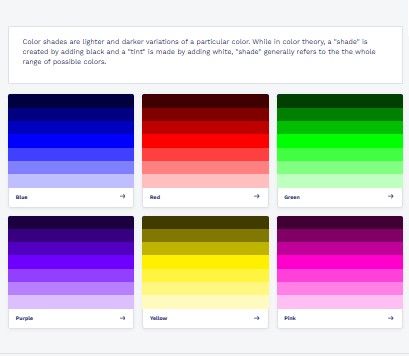 Color shades are lighter and darker variations of a particular color. While in color theory, a "shade" is
created by adding black and a "tint" is made by adding white, "shade" generally refers to the the whole
range of possible colors.
Blue →
Red →
Green →
Purple →
Yellow →
Pink →